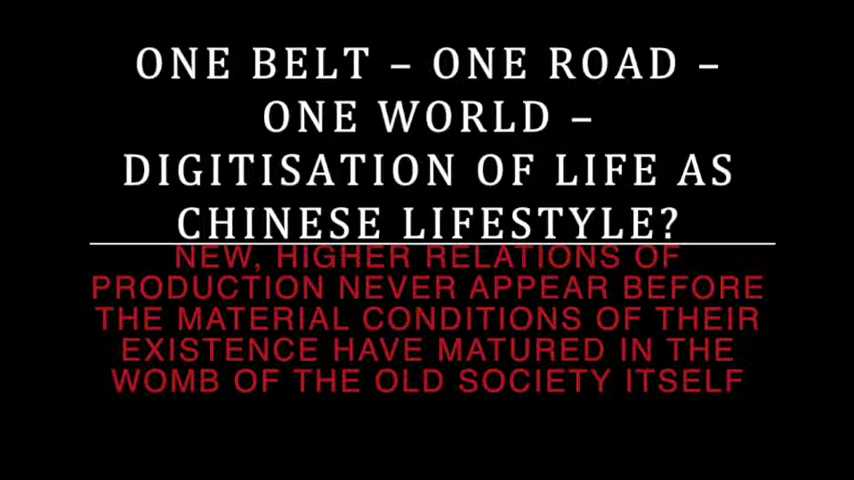 ONE BELT – ONE ROAD –
ONE WORLD –
DIGITISATION OF LIFE AS
CHINESE LIFESTYLE?
NEW, HIGHER RELATIONS OF
PRODUCTION NEVER APPEAR BEFORE
THE MATERIAL CONDITIONS OF THEIR
EXISTENCE HAVE MATURED IN THE
WOMB OF THE OLD SOCIETY ITSELF